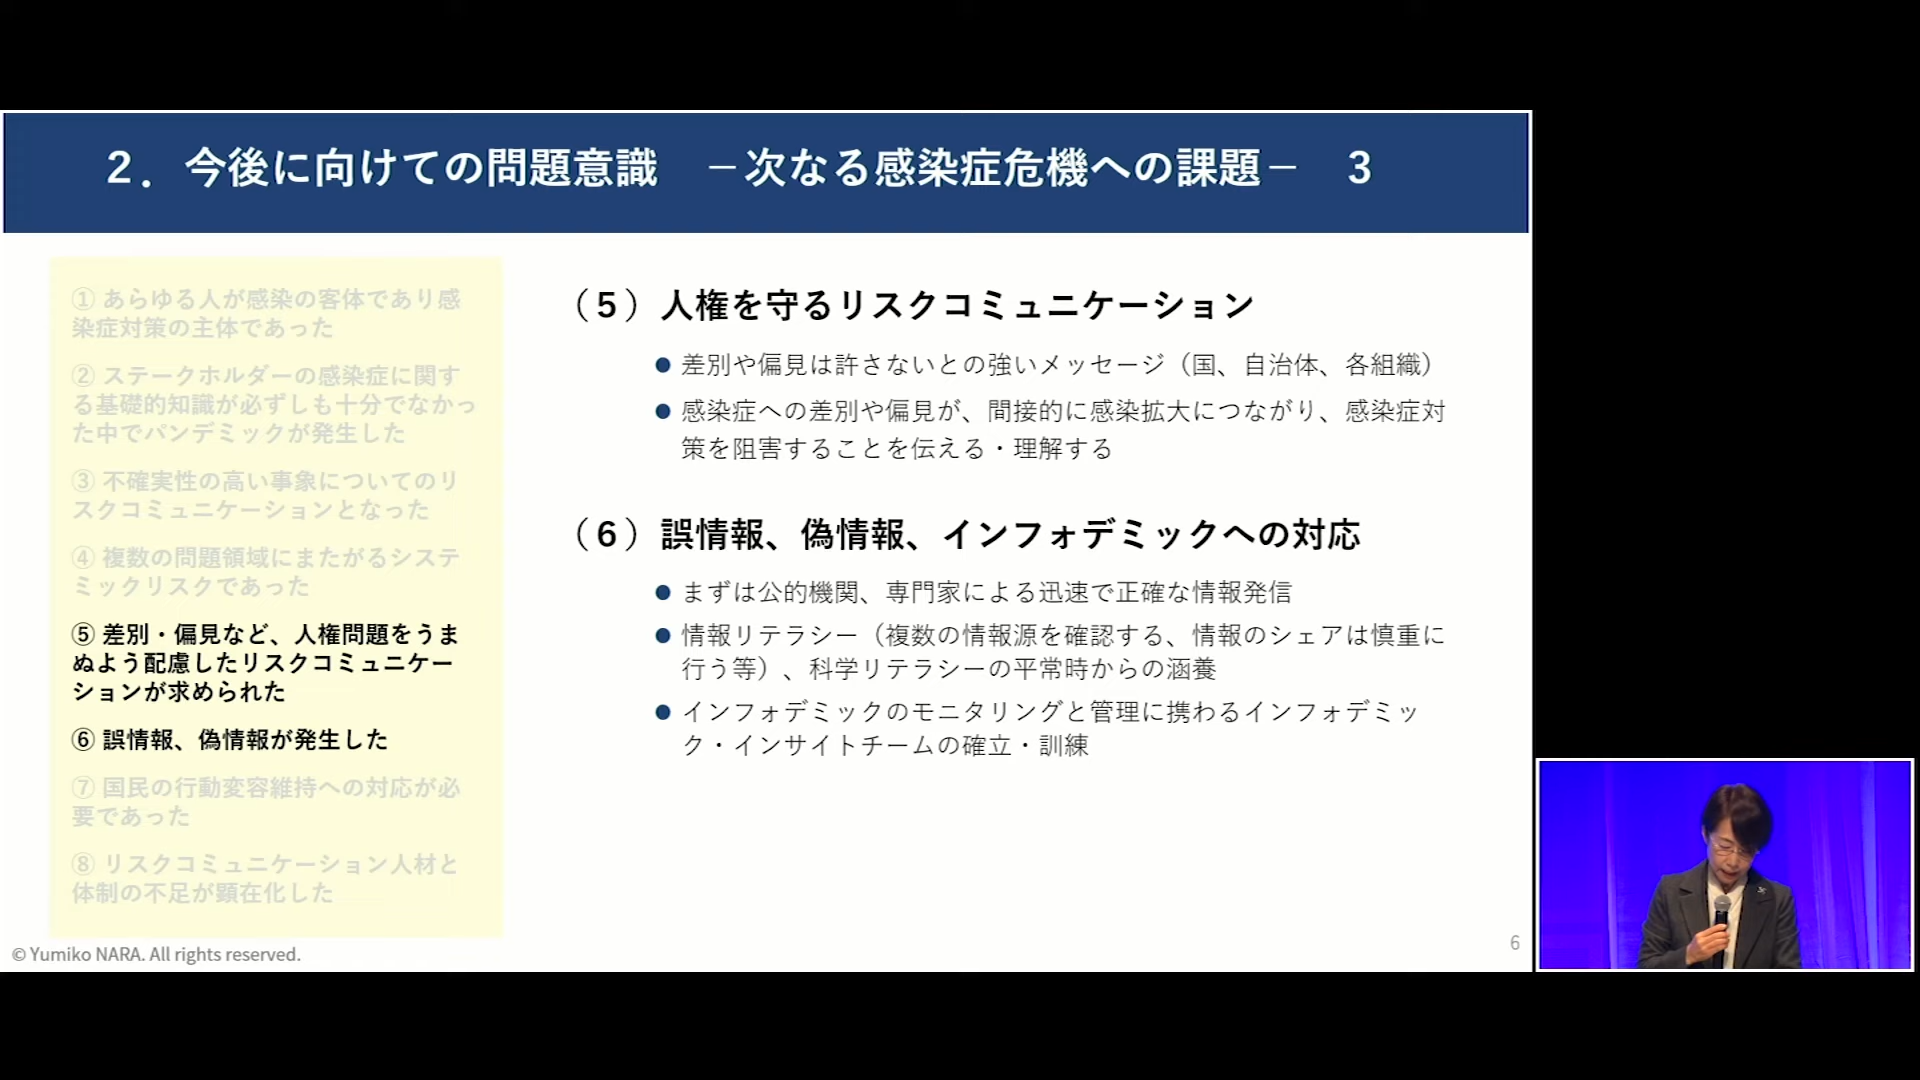 ２．今後に向けての問題意識　－次なる感染症危機への課題－　3
① あらゆる人が感染の客体であり感
染症対策の主体であった
② ステークホルダーの感染症に関す
る基礎的知識が必ずしも十分でなかっ
た中でパンデミックが発生した
③ 不確実性の高い事象についてのリ
スクコミュニケーションとなった
④ 複数の問題領域にまたがるシステ
ミックリスクであった
⑤ 差別・偏見など、人権問題をうま
ぬよう配慮したリスクコミュニケー
ションが求められた
⑥ 誤情報、偽情報が発生した
⑦ 国民の行動変容維持への対応が必
要であった
⑧ リスクコミュニケーション人材と
体制の不足が顕在化した
（５）人権を守るリスクコミュニケーション
● 差別や偏見は許さないとの強いメッセージ（国、自治体、各組織）
● 感染症への差別や偏見が、間接的に感染拡大につながり、感染症対
策を阻害することを伝える・理解する
（６）誤情報、偽情報、インフォデミックへの対応
● まずは公的機関、専門家による迅速で正確な情報発信
● 情報リテラシー（複数の情報源を確認する、情報のシェアは慎重に
行う等）、科学リテラシーの平常時からの涵養
● インフォデミックのモニタリングと管理に携わるインフォデミッ
ク・インサイトチームの確立・訓練
© Yumiko NARA. All rights reserved.
6